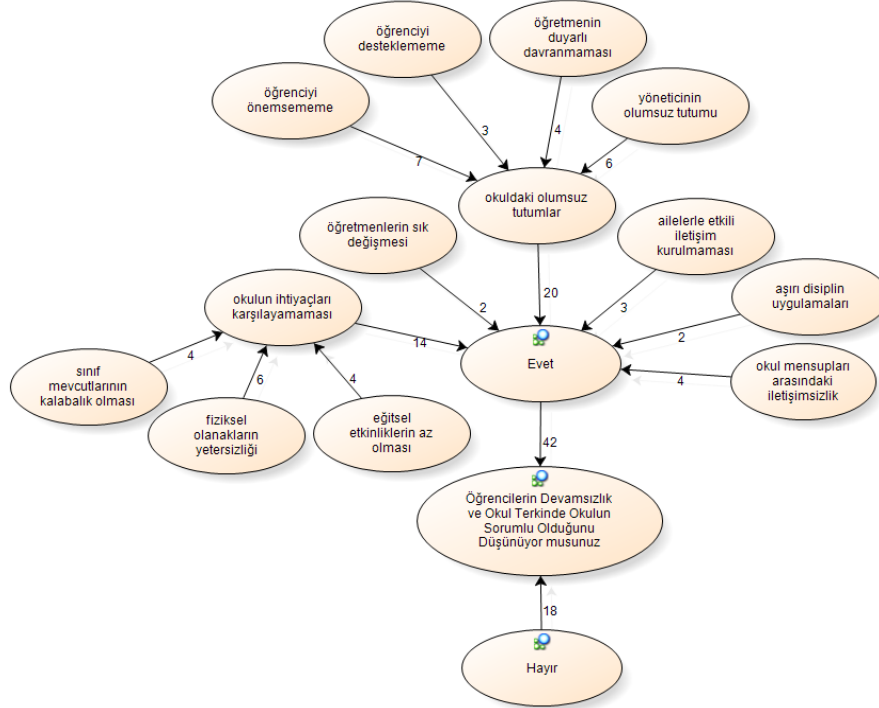 öğrenciyi
desteklememe
öğretmenin
duyarlı
davranmaması
öğrenciyi
önemsememe
yöneticinin
olumsuz tutumu
3
4
7
6
okuldaki olumsuz
tutumlar
öğretmenlerin sık
değişmesi
ailelerle etkili
iletişim
kurulmaması
okulun ihtiyaçları
karşılayamaması
20
2
3
aşırı disiplin
uygulamaları
14
2
4
sınıf
mevcutlarının
kalabalık olması
6
4
Evet
4
okul mensupları
arasındaki
iletişimsizlik
fiziksel
olanakların
yetersizliği
eğitsel
etkinliklerin az
olması
42
Öğrencilerin Devamsızlık
ve Okul Terkinde Okulun
Sorumlu Olduğunu
Düşünüyor musunuz
18
Hayır